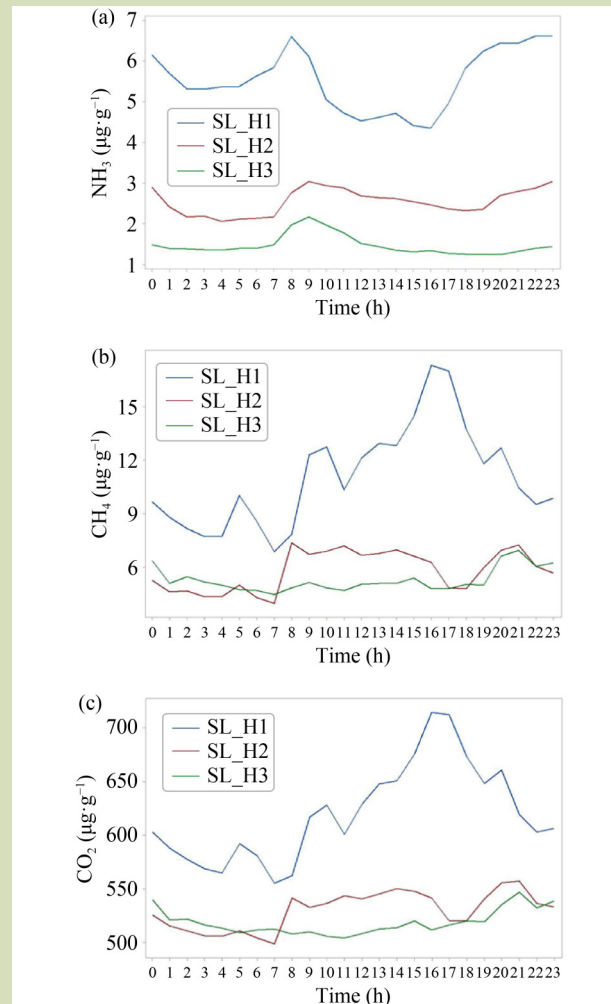 (a)
7
6
5
4
3
2
1
NH₃ (μg·g⁻¹)
SL_H1
SL_H2
SL_H3
0 1 2 3 4 5 6 7 8 9 10 11 12 13 14 15 16 17 18 19 20 21 22 23
Time (h)
(b)
15
12
9
6
CH₄ (μg·g⁻¹)
SL_H1
SL_H2
SL_H3
0 1 2 3 4 5 6 7 8 9 10 11 12 13 14 15 16 17 18 19 20 21 22 23
Time (h)
(c)
700
650
600
550
500
CO₂ (μg·g⁻¹)
SL_H1
SL_H2
SL_H3
0 1 2 3 4 5 6 7 8 9 10 11 12 13 14 15 16 17 18 19 20 21 22 23
Time (h)